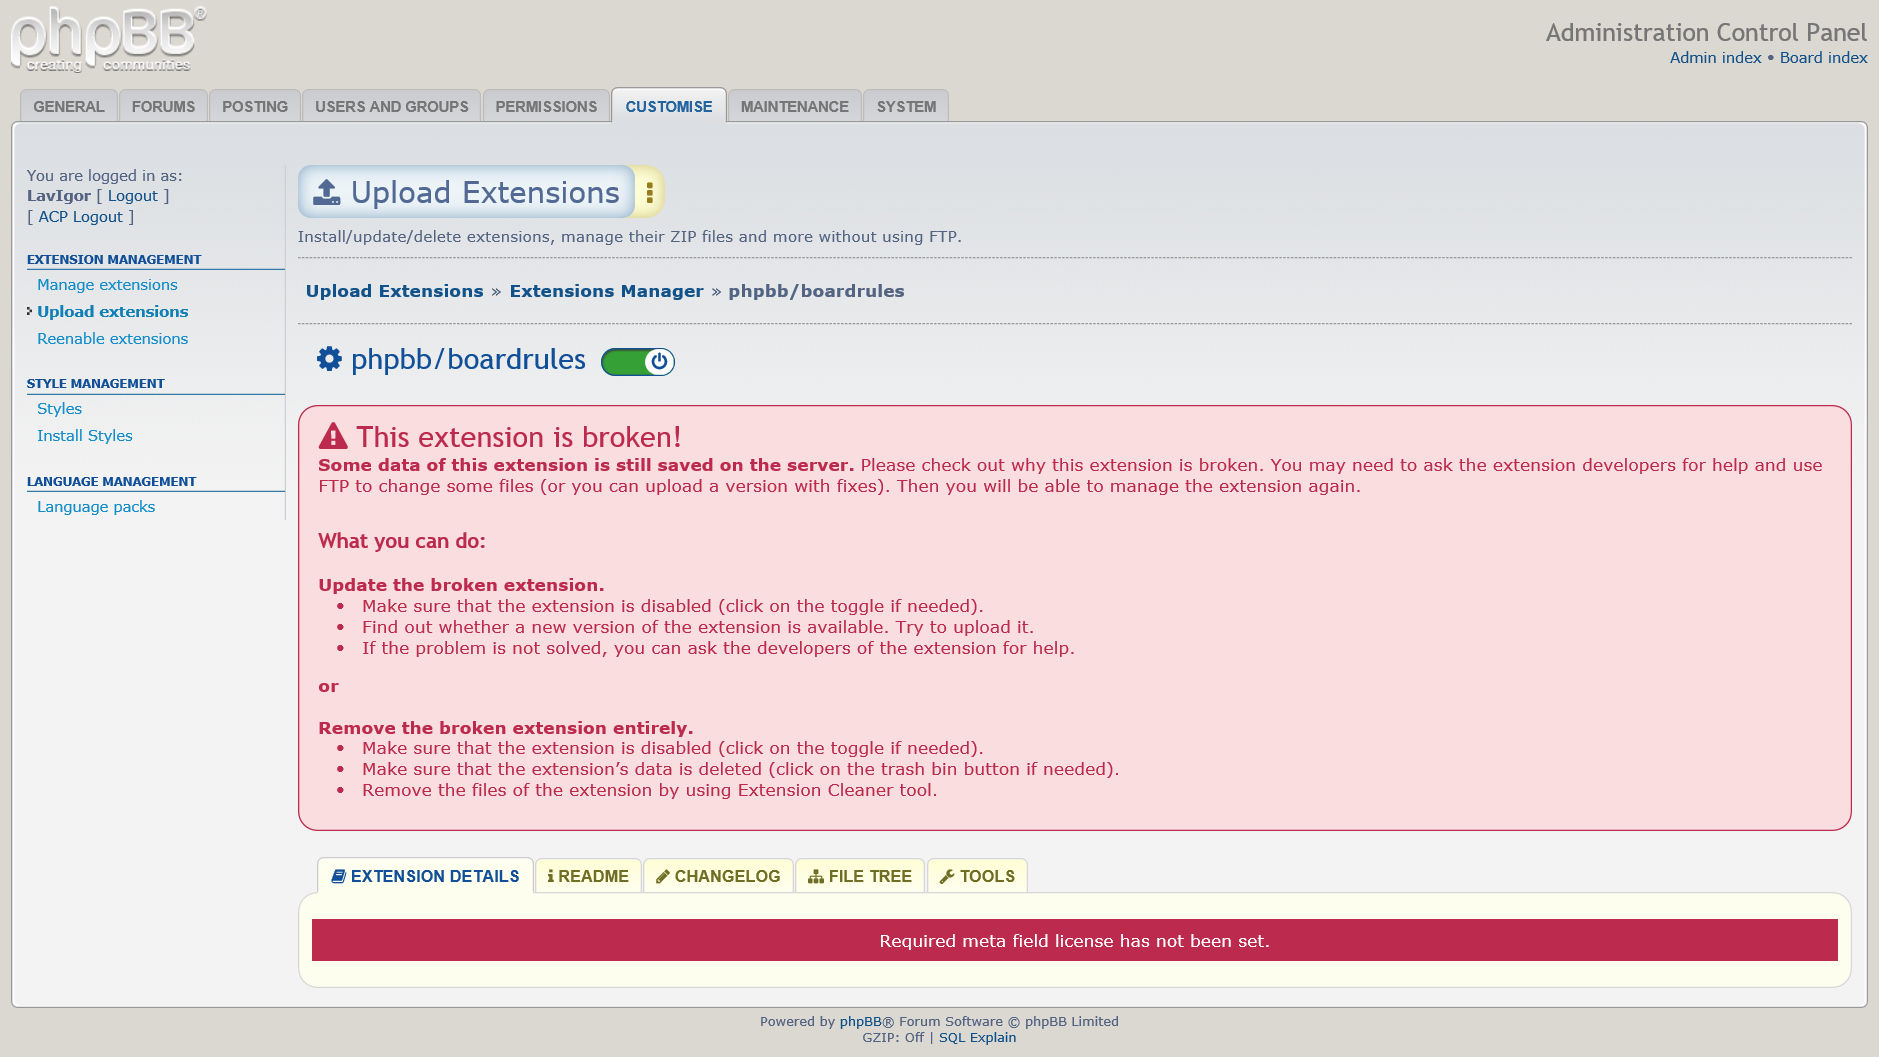 phpBB®
creating communities
Administration Control Panel
Admin index • Board index
GENERAL
FORUMS
POSTING
USERS AND GROUPS
PERMISSIONS
CUSTOMISE
MAINTENANCE
SYSTEM
You are logged in as:
LavIgor [ Logout ]
[ ACP Logout ]
EXTENSION MANAGEMENT
Manage extensions
Upload extensions
Reenable extensions
STYLE MANAGEMENT
Styles
Install Styles
LANGUAGE MANAGEMENT
Language packs
Upload Extensions
Install/update/delete extensions, manage their ZIP files and more without using FTP.
Upload Extensions » Extensions Manager » phpbb/boardrules
phpbb/boardrules
This extension is broken!
Some data of this extension is still saved on the server. Please check out why this extension is broken. You may need to ask the extension developers for help and use
FTP to change some files (or you can upload a version with fixes). Then you will be able to manage the extension again.
What you can do:
Update the broken extension.
• Make sure that the extension is disabled (click on the toggle if needed).
• Find out whether a new version of the extension is available. Try to upload it.
• If the problem is not solved, you can ask the developers of the extension for help.
or
Remove the broken extension entirely.
• Make sure that the extension is disabled (click on the toggle if needed).
• Make sure that the extension’s data is deleted (click on the trash bin button if needed).
• Remove the files of the extension by using Extension Cleaner tool.
EXTENSION DETAILS
README
CHANGELOG
FILE TREE
TOOLS
Required meta field license has not been set.
Powered by phpBB® Forum Software © phpBB Limited
GZIP: Off | SQL Explain